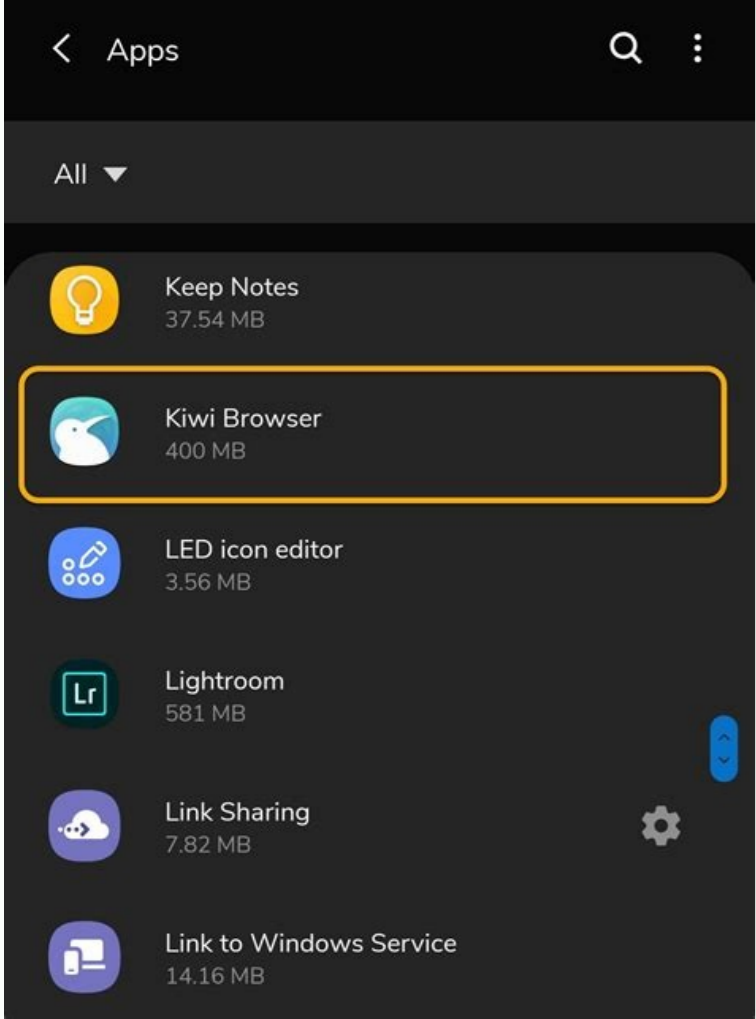 Apps
All
Keep Notes
37.54 MB
Kiwi Browser
400 MB
LED icon editor
3.56 MB
Lr
Lightroom
581 MB
Link Sharing
7.82 MB
Link to Windows Service
14.16 MB